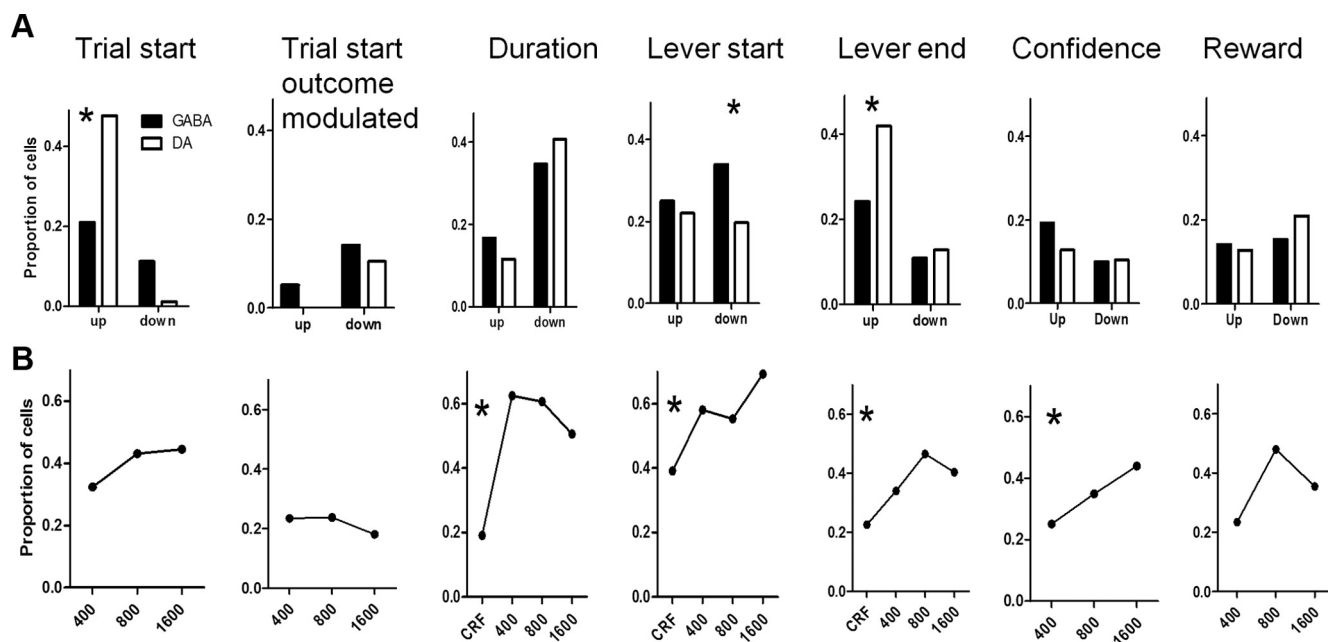 A
Trial start
Trial start
outcome
modulated
Duration
Lever start
Lever end
Confidence
Reward
Proportion of cells
0.4
0.2
0.0
*
GABA
DA
up
down
0.4
0.2
0.0
up
down
0.4
0.2
0.0
up
down
0.4
0.2
0.0
*
up
down
0.4
0.2
0.0
*
up
down
0.4
0.2
0.0
Up
Down
0.4
0.2
0.0
Up
Down
B
Proportion of cells
0.6
0.4
0.2
0.0
400
800
1600
0.6
0.4
0.2
0.0
400
800
1600
0.6
0.4
0.2
0.0
*
CRF
400
800
1600
0.6
0.4
0.2
0.0
*
CRF
400
800
1600
0.6
0.4
0.2
0.0
*
CRF
400
800
1600
0.6
0.4
0.2
0.0
*
400
800
1600
0.6
0.4
0.2
0.0
400
800
1600